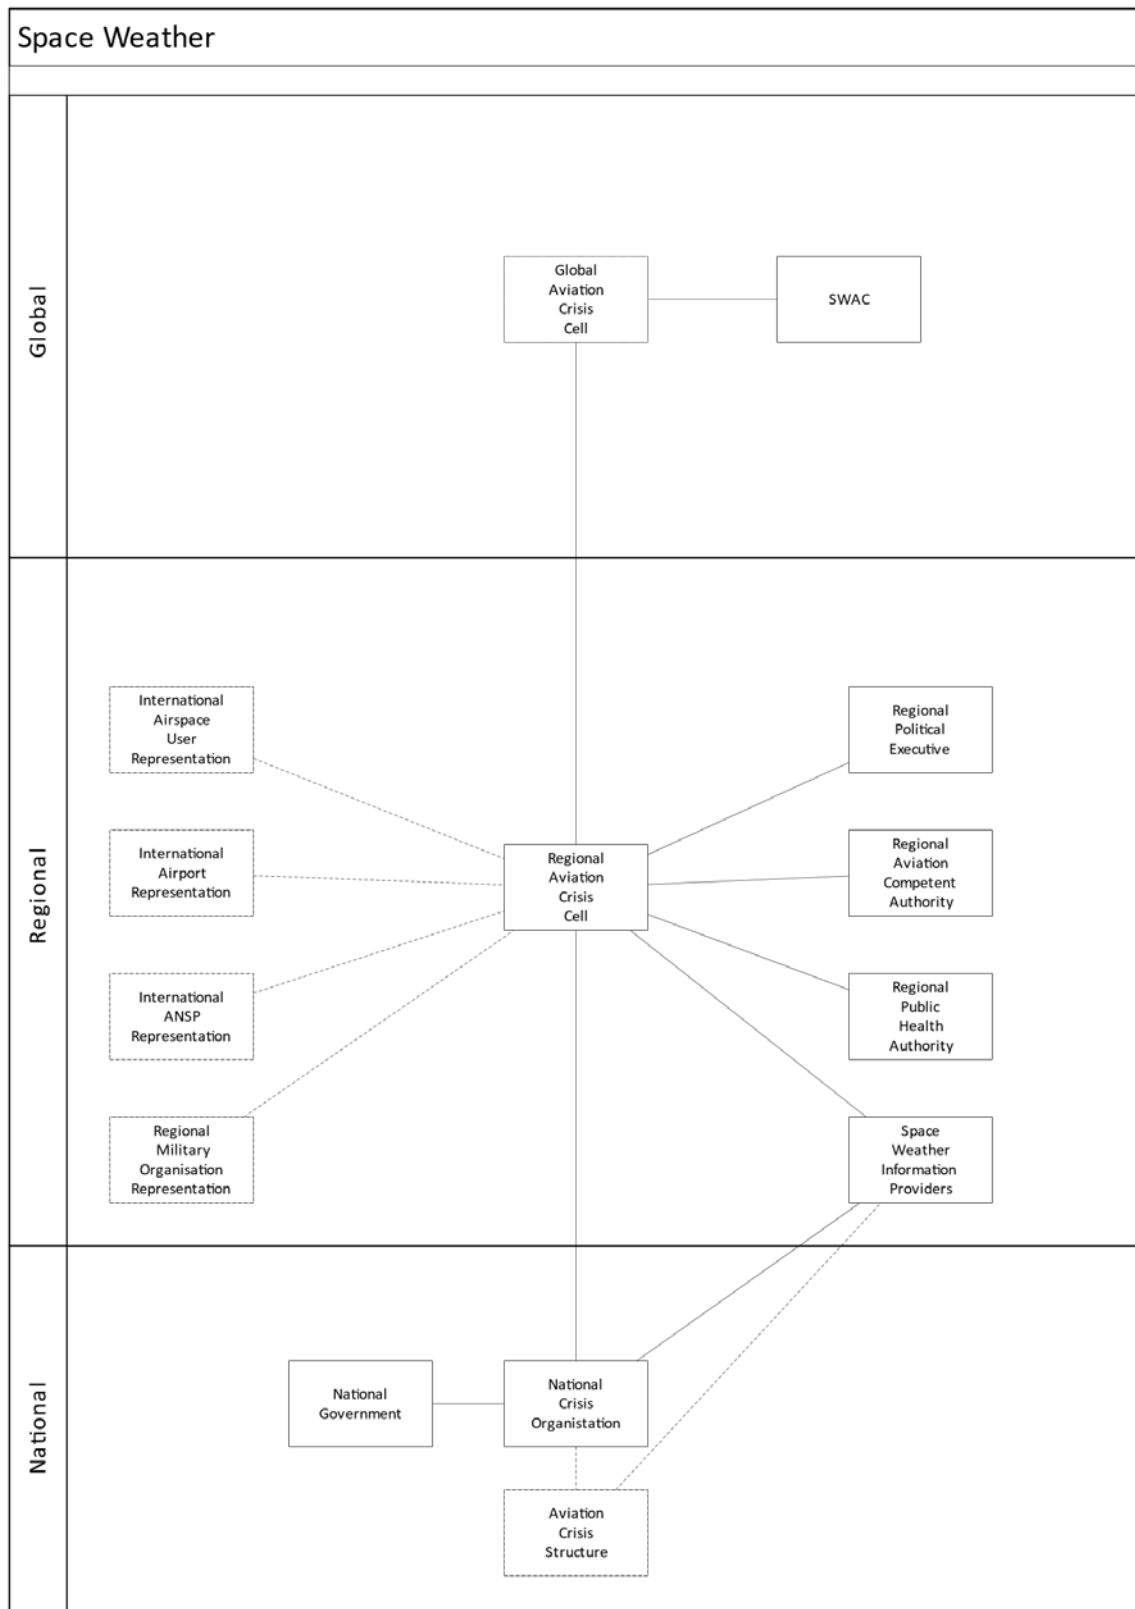 Space Weather
Global
Global
Aviation
Crisis
Cell
SWAC
Regional
International
Airspace
User
Representation
Regional
Political
Executive
International
Airport
Representation
Regional
Aviation
Crisis
Cell
Regional
Aviation
Competent
Authority
International
ANSP
Representation
Regional
Public
Health
Authority
Regional
Military
Organisation
Representation
Space
Weather
Information
Providers
National
National
Government
National
Crisis
Organistation
Aviation
Crisis
Structure